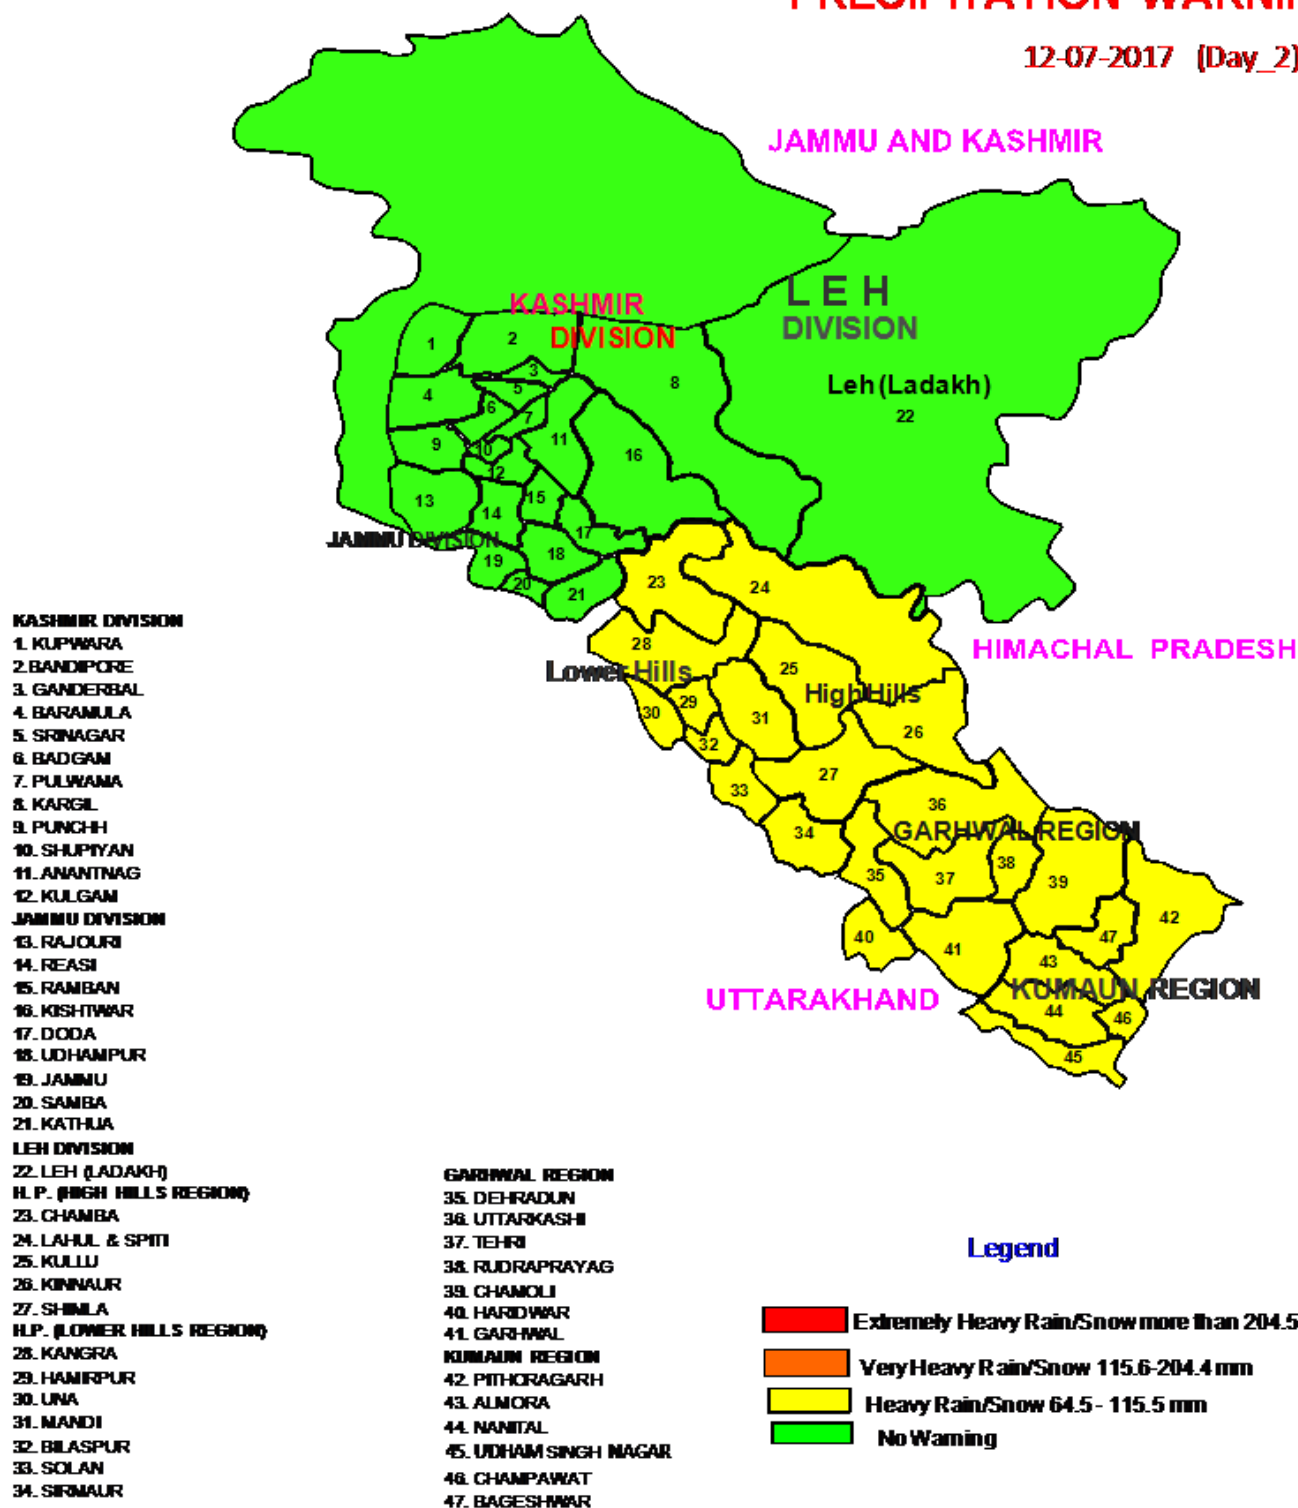 PRECIPITATION WARNI
12-07-2017 (Day_2)
JAMMU AND KASHMIR
KASHMIR
DIVISION
L E H
DIVISION
Leh (Ladakh)
22
1
2
3
4
5
6
7
8
9
10
11
12
13
14
15
16
17
18
19
20
21
JAMMU DIVISION
23
24
HIMACHAL PRADESH
28
Lower Hills
25
High Hills
30
29
31
26
32
27
33
34
36
GARHWAL REGION
35
37
38
39
42
40
41
47
43
UTTARAKHAND
KUMAUN REGION
44
46
45
KASHMIR DIVISION
1. KUPWARA
2.BANDIPORE
3. GANDERBAL
4. BARAMULA
5. SRINAGAR
6. BADGAM
7. PULWAMA
8. KARGIL
9. PUNCHH
10. SHUPIYAN
11. ANANTNAG
12. KULGAM
JAMMU DIVISION
13. RAJOURI
14. REASI
15. RAMBAN
16. KISHTWAR
17. DODA
18. UDHAMPUR
19. JAMMU
20. SAMBA
21. KATHUA
LEH DIVISION
22. LEH (LADAKH)
H. P. (HIGH HILLS REGION)
23. CHAMBA
24. LAHUL & SPITI
25. KULLU
26. KINNAUR
27. SHIMLA
H.P. (LOWER HILLS REGION)
28. KANGRA
29. HAMIRPUR
30. UNA
31. MANDI
32. BILASPUR
33. SOLAN
34. SIRMAUR
GARHWAL REGION
35. DEHRADUN
36. UTTARKASHI
37. TEHRI
38. RUDRAPRAYAG
39. CHAMOLI
40. HARIDWAR
41. GARHWAL
KUMAUN REGION
42. PITHORAGARH
43. ALMORA
44. NANITAL
45. UDHAM SINGH NAGAR
46. CHAMPAWAT
47. BAGESHWAR
Legend
Extremely Heavy Rain/Snow more than 204.5
Very Heavy Rain/Snow 115.6-204.4 mm
Heavy Rain/Snow 64.5 - 115.5 mm
No Warning